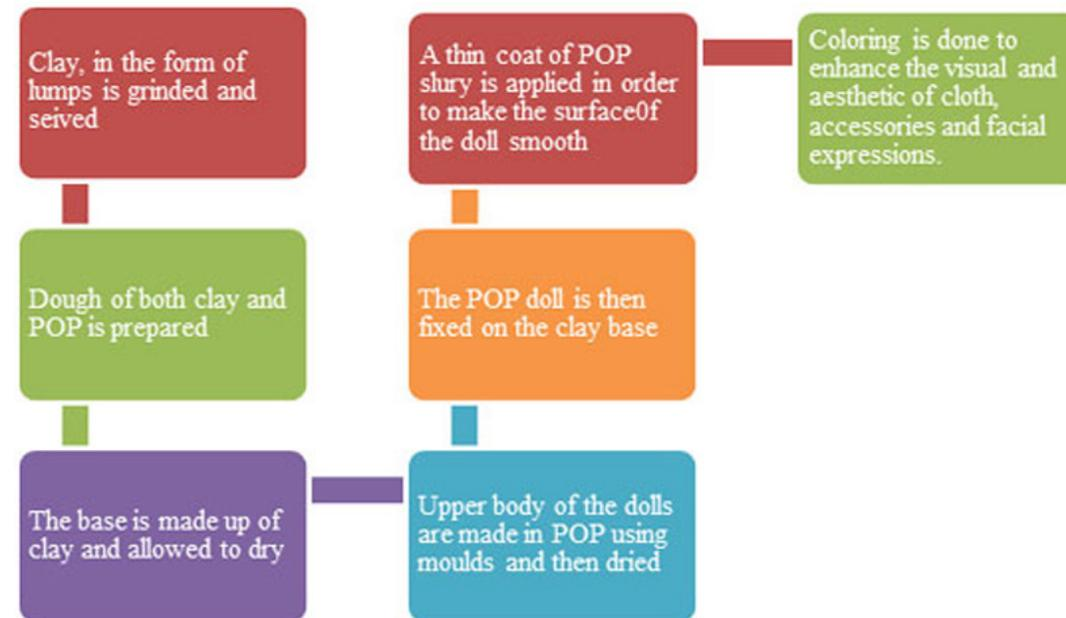 Clay, in the form of
lumps is grinded and
seived
Dough of both clay and
POP is prepared
The base is made up of
clay and allowed to dry
Upper body of the dolls
are made in POP using
moulds and then dried
The POP doll is then
fixed on the clay base
A thin coat of POP
slury is applied in order
to make the surface0f
the doll smooth
Coloring is done to
enhance the visual and
aesthetic of cloth,
accessories and facial
expressions.